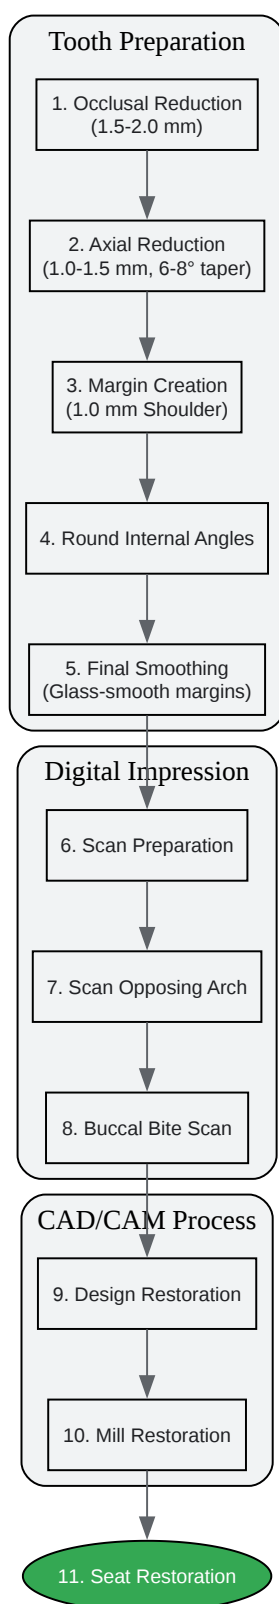 Tooth Preparation
1. Occlusal Reduction
(1.5-2.0 mm)
2. Axial Reduction
(1.0-1.5 mm, 6-8° taper)
3. Margin Creation
(1.0 mm Shoulder)
4. Round Internal Angles
5. Final Smoothing
(Glass-smooth margins)
Digital Impression
6. Scan Preparation
7. Scan Opposing Arch
8. Buccal Bite Scan
CAD/CAM Process
9. Design Restoration
10. Mill Restoration
11. Seat Restoration